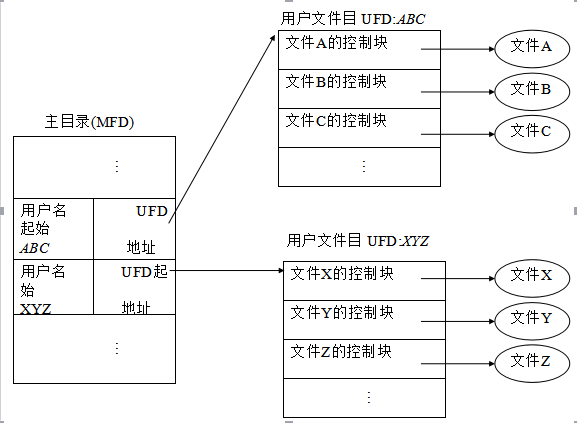 用户文件目 UFD:ABC
文件A的控制块
文件A
文件B的控制块
文件B
文件C的控制块
文件C
⋮
主目录(MFD)
⋮
用户名 UFD
起始
ABC 地址
用户名 UFD起
始
XYZ 地址
⋮
用户文件目 UFD:XYZ
文件X的控制块
文件X
文件Y的控制块
文件Y
文件Z的控制块
文件Z
⋮